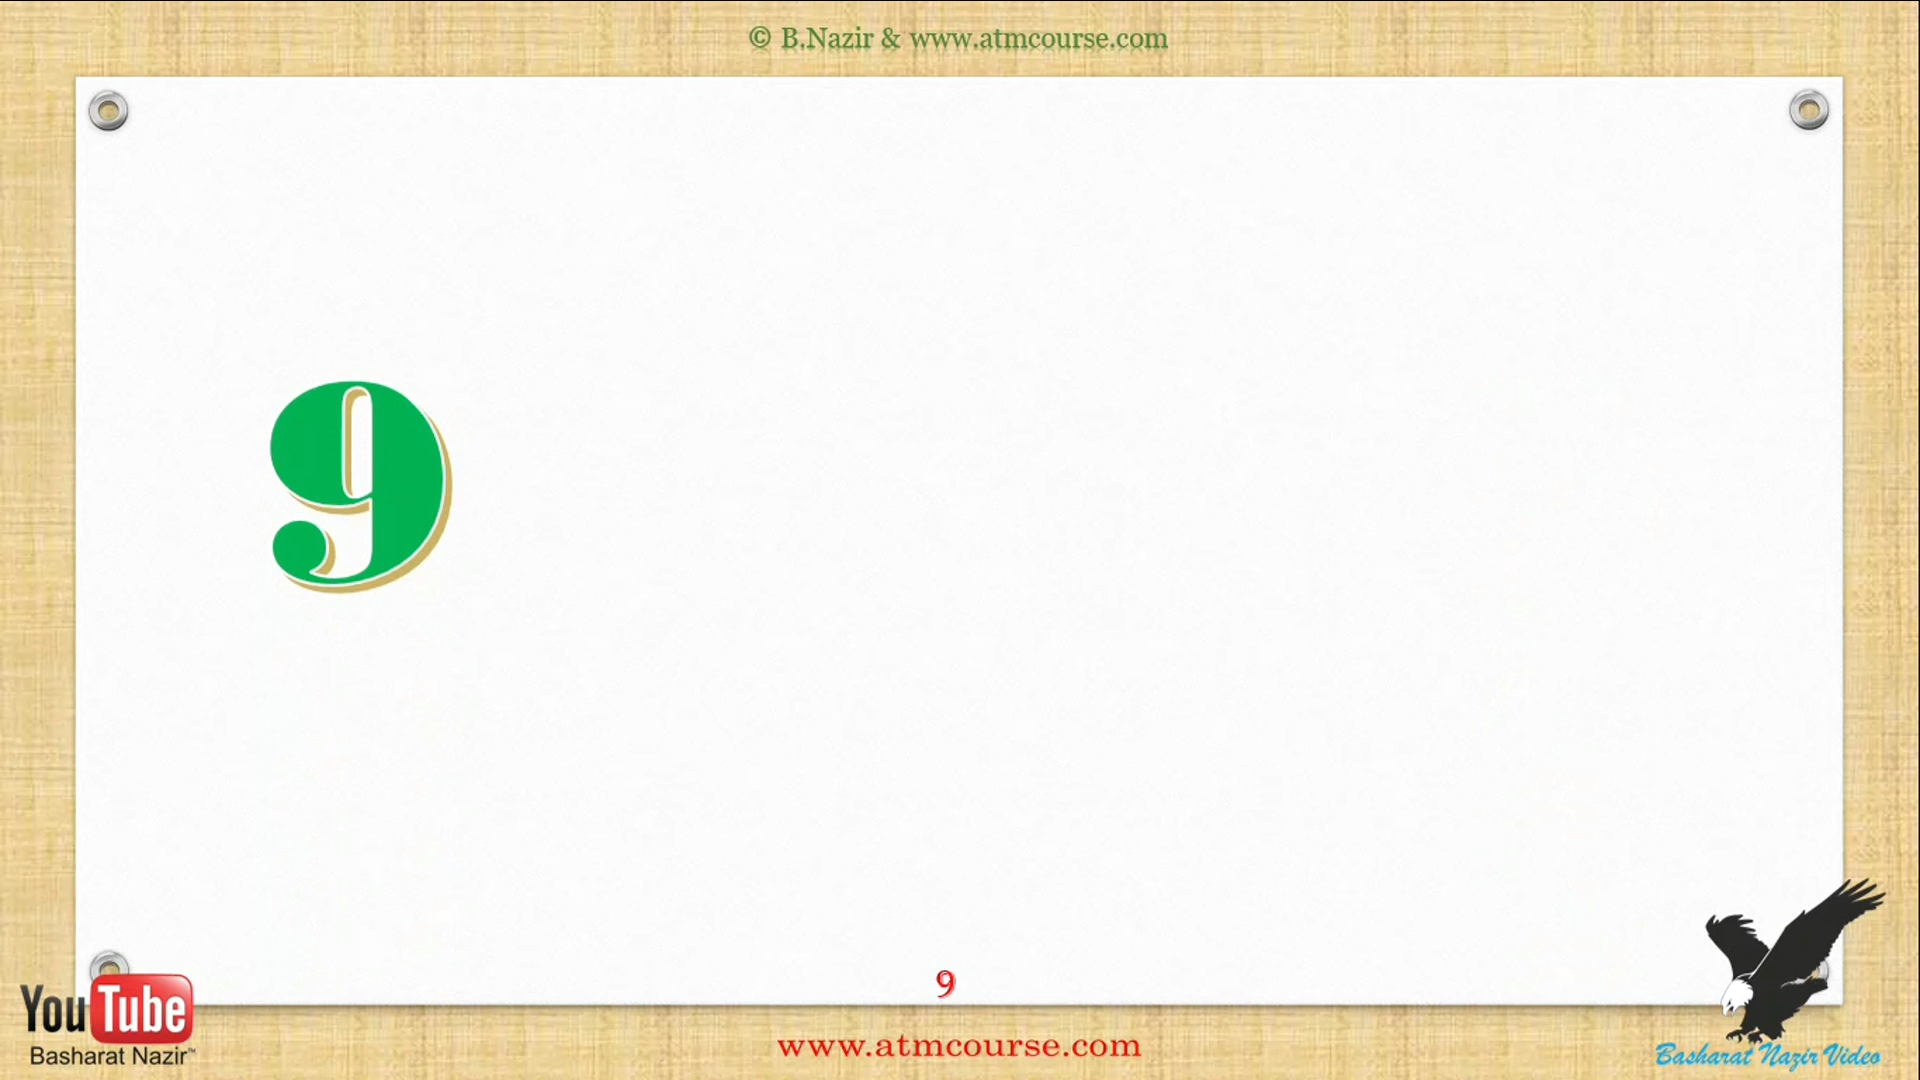 © B.Nazir & www.atmcourse.com
9
9
YouTube
Basharat Nazir™
www.atmcourse.com
Basharat Nazir Video